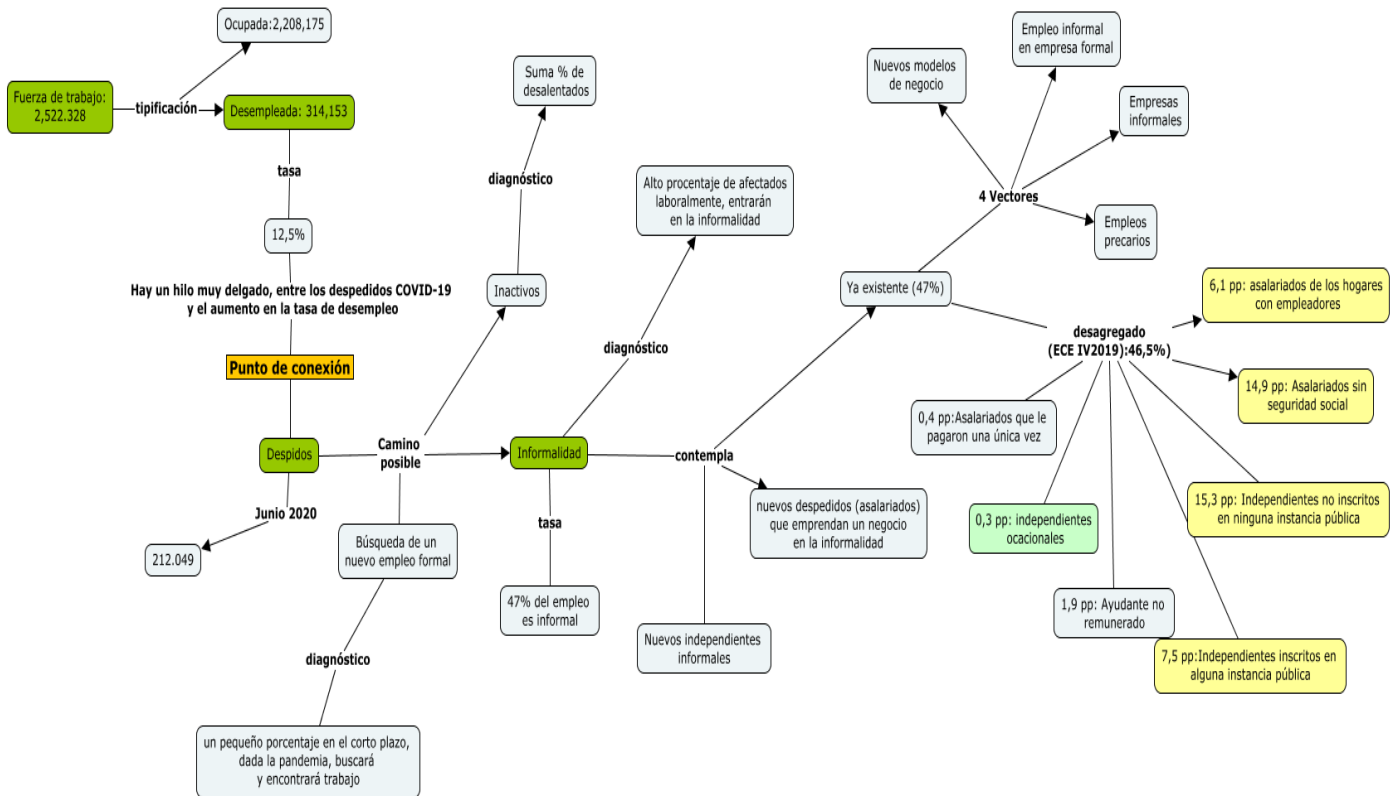 Ocupada:2,208,175
Fuerza de trabajo:
2,522.328
tipificación
Desempleada: 314,153
tasa
12,5%
Hay un hilo muy delgado, entre los despedidos COVID-19
y el aumento en la tasa de desempleo
Punto de conexión
Despidos
Junio 2020
212.049
Camino
posible
Búsqueda de un
nuevo empleo formal
diagnóstico
un pequeño porcentaje en el corto plazo,
dada la pandemia, buscará
y encontrará trabajo
Suma % de
desalentados
diagnóstico
Inactivos
Alto procentaje de afectados
laboralmente, entrarán
en la informalidad
diagnóstico
Informalidad
tasa
47% del empleo
es informal
contempla
nuevos despedidos (asalariados)
que emprendan un negocio
en la informalidad
Nuevos independientes
informales
Ya existente (47%)
4 Vectores
Nuevos modelos
de negocio
Empleo informal
en empresa formal
Empresas
informales
Empleos
precarios
desagregado
(ECE IV2019):46,5%)
6,1 pp: asalariados de los hogares
con empleadores
14,9 pp: Asalariados sin
seguridad social
0,4 pp:Asalariados que le
pagaron una única vez
15,3 pp: Independientes no inscritos
en ninguna instancia pública
0,3 pp: independientes
ocacionales
1,9 pp: Ayudante no
remunerado
7,5 pp:Independientes inscritos en
alguna instancia pública